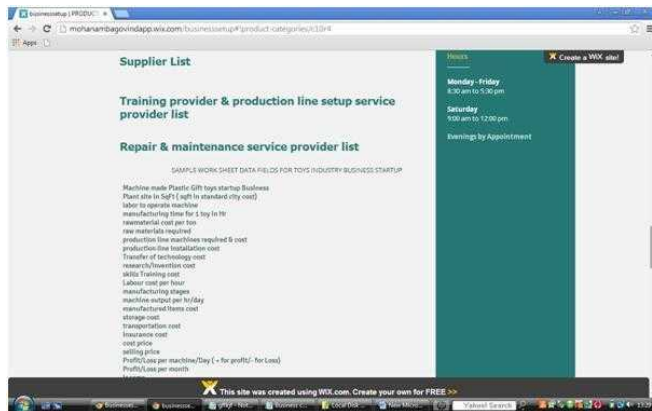 businesssetup | PRODUCT
mohanambagovindapp.wix.com/businesssetup#!product-categories/c10r4
Apps
Supplier List
Training provider & production line setup service
provider list
Repair & maintenance service provider list
SAMPLE WORK SHEET DATA FIELDS FOR TOYS INDUSTRY BUSINESS STARTUP
Machine made Plastic Gift toys startup Business
Plant site in SqFt ( sqft in standard city cost)
labor to operate machine
manufacturing time for 1 toy in Hr
rawmaterial cost per ton
raw materials required
production line machines required & cost
production line Installation cost
Transfer of technology cost
research/invention cost
skills Training cost
Labour cost per hour
manufacturing stages
machine output per hr/day
manufactured items cost
storage cost
transportation cost
Insurance cost
cost price
selling price
Profit/Loss per machine/Day ( + for profit/- for Loss)
Profit/Loss per month
Hours
Create a WiX site!
Monday - Friday
8:30 am to 5:30 pm
Saturday
9:00 am to 12:00 pm
Evenings by Appointment
This site was created using WIX.com. Create your own for FREE >>
Yahoo! Search